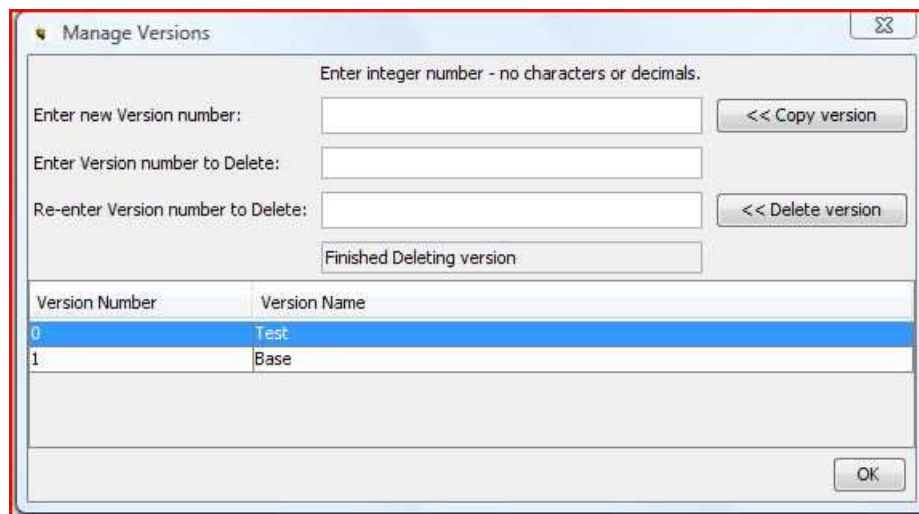 Manage Versions
Enter integer number - no characters or decimals.
Enter new Version number:
<< Copy version
Enter Version number to Delete:
Re-enter Version number to Delete:
<< Delete version
Finished Deleting version
Version Number Version Name
0 Test
1 Base
OK